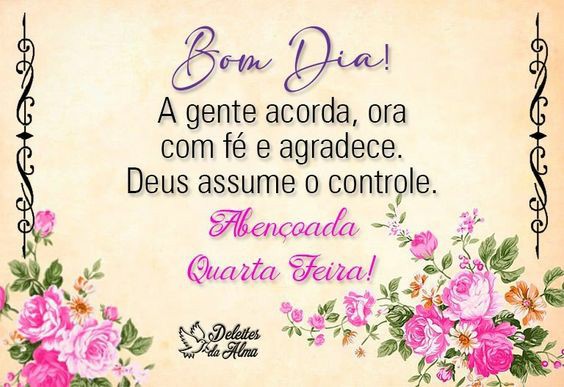 Bom Dia!
A gente acorda, ora
com fé e agradece.
Deus assume o controle.
Abençoada
Quarta Feira!
Deleites
da Alma